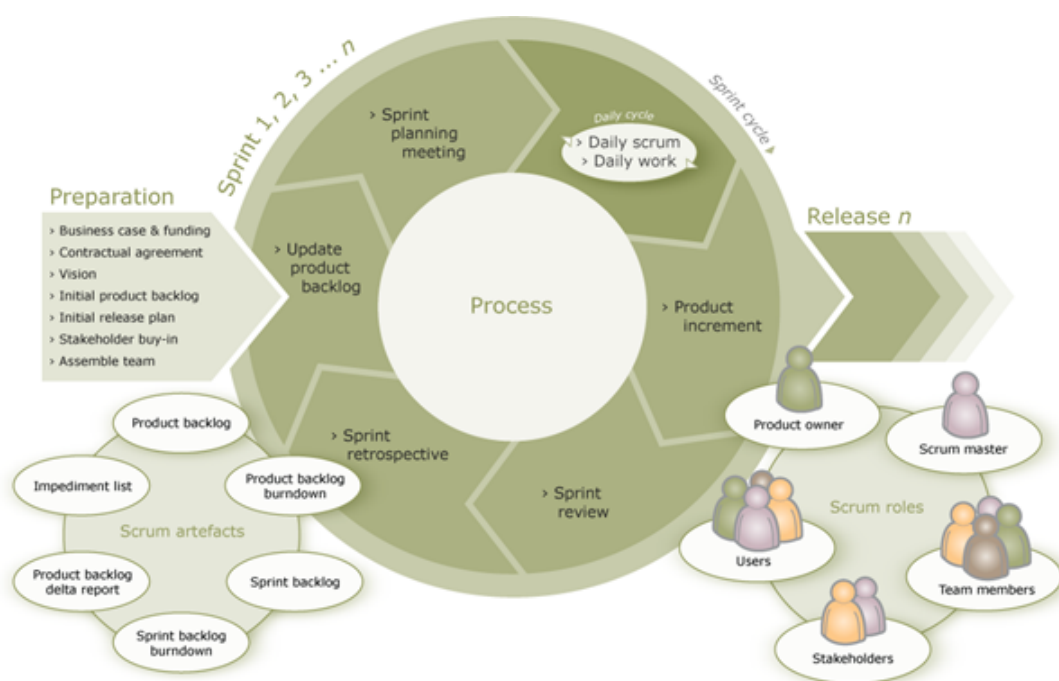 Sprint 1, 2, 3 ... n
Sprint cycle
Preparation
› Business case & funding
› Contractual agreement
› Vision
› Initial product backlog
› Initial release plan
› Stakeholder buy-in
› Assemble team
› Sprint
planning
meeting
Daily cycle
› Daily scrum
› Daily work
› Update
product
backlog
Process
› Product
increment
Release n
› Sprint
retrospective
› Sprint
review
Product backlog
Impediment list
Product backlog
burndown
Scrum artefacts
Product backlog
delta report
Sprint backlog
Sprint backlog
burndown
Product owner
Scrum master
Scrum roles
Users
Team members
Stakeholders